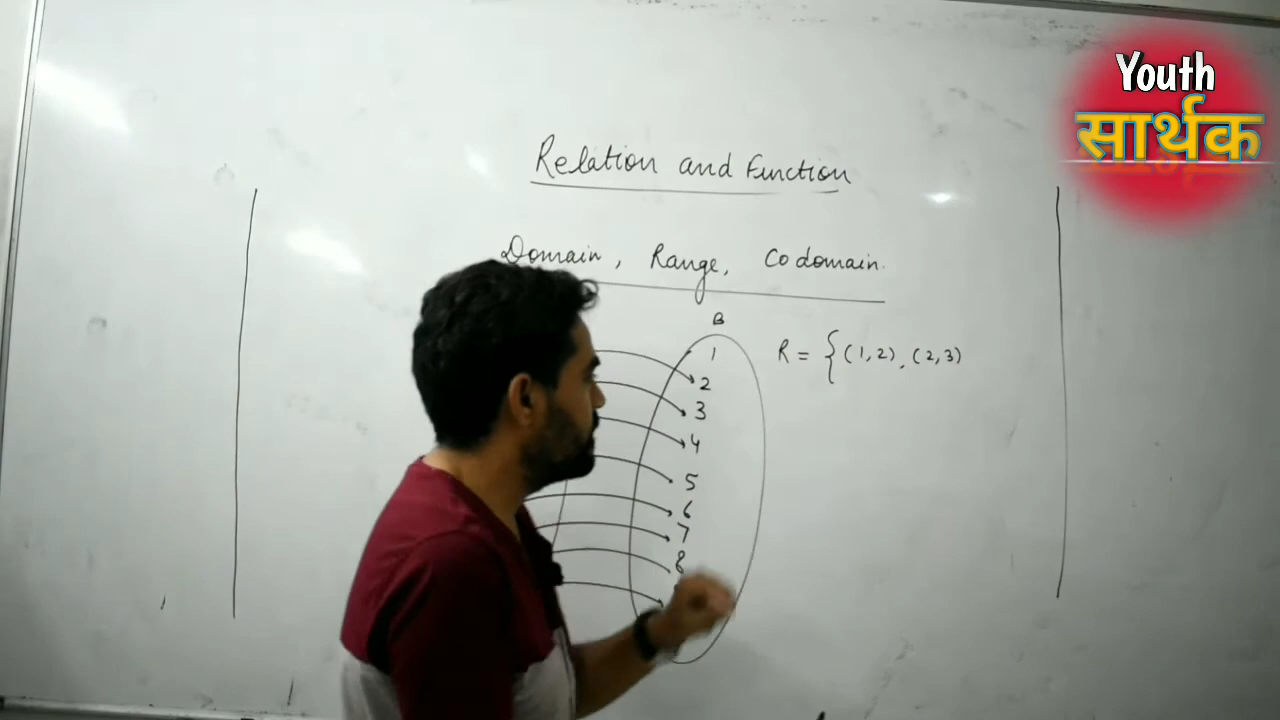 Youth
सार्थक
Relation and Function
Domain, Range, Codomain.
B
R = {(1,2), (2,3)
1
2
3
4
5
6
7
8